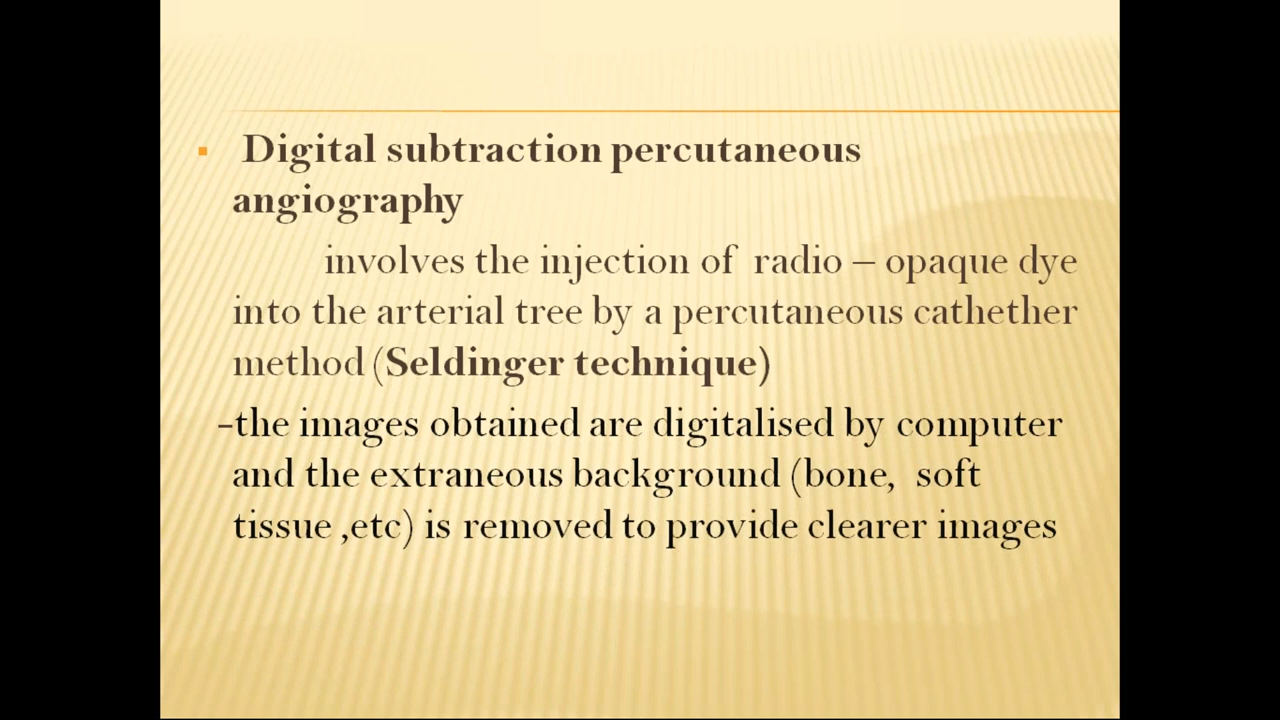 ▪ Digital subtraction percutaneous
angiography
involves the injection of radio – opaque dye
into the arterial tree by a percutaneous cathether
method (Seldinger technique)
-the images obtained are digitalised by computer
and the extraneous background (bone, soft
tissue ,etc) is removed to provide clearer images